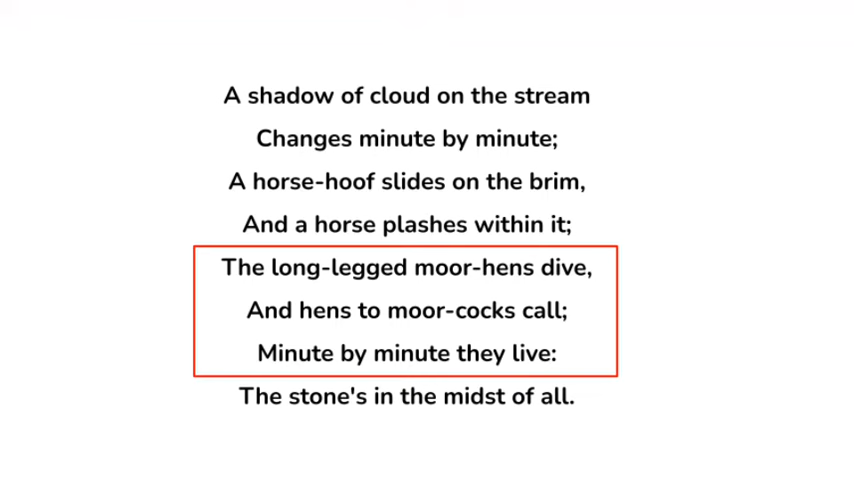 A shadow of cloud on the stream
Changes minute by minute;
A horse-hoof slides on the brim,
And a horse plashes within it;
The long-legged moor-hens dive,
And hens to moor-cocks call;
Minute by minute they live:
The stone's in the midst of all.